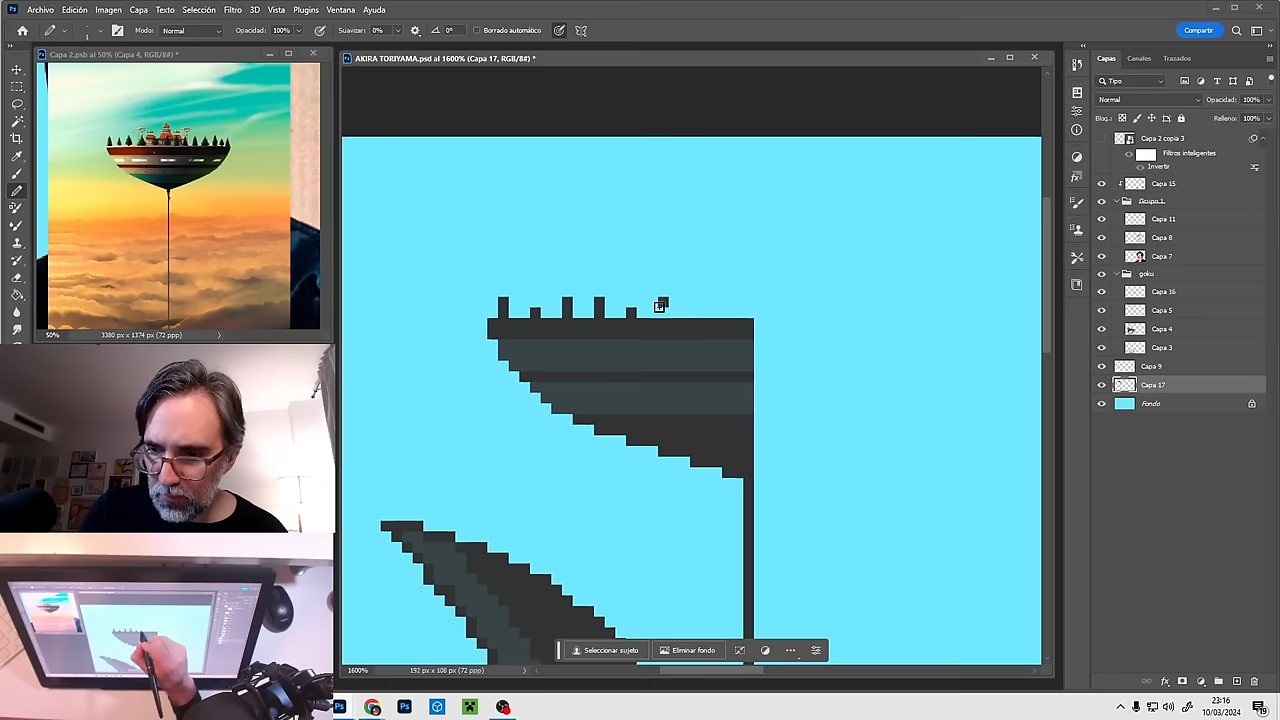 Archivo Edición Imagen Capa Texto Selección Filtro 3D Vista Plugins Ventana Ayuda
1 Modo: Normal Opacidad: 100% Suavizar: 0% 0° Borrado automático Compartir
Capa 2.psb al 50% (Capa 4, RGB/8#) *
AKIRA TORIYAMA.psd al 1600% (Capa 17, RGB/8#) *
50% 3380 px x 1374 px (72 ppp)
Seleccionar sujeto Eliminar fondo
1600% 192 px x 108 px (72 ppp)
Capas Canales Trazados
Tipo
Normal Opacidad: 100%
Bloq.: Relleno: 100%
Capa 2 copia 3
Filtros inteligentes
Invertir
Capa 15
Grupo 1
Capa 11
Capa 8
Capa 7
goku
Capa 16
Capa 5
Capa 4
Capa 3
Capa 9
Capa 17
Fondo
22:16
10/03/2024